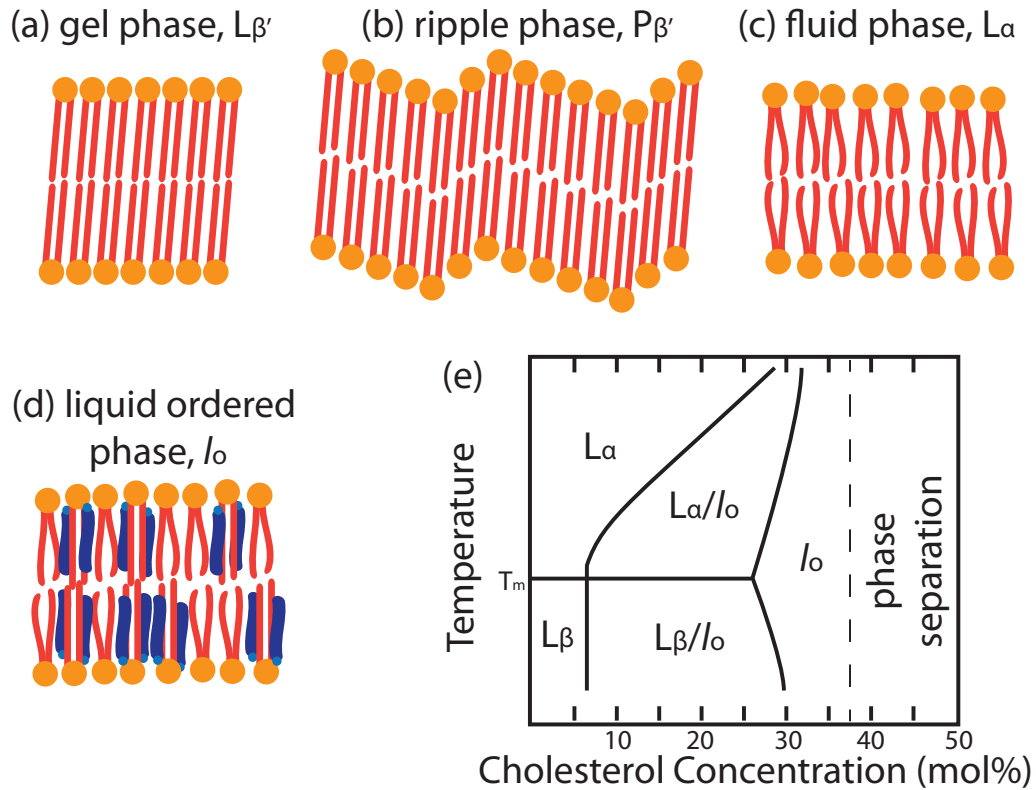 (a) gel phase, Lβ′
(b) ripple phase, Pβ′
(c) fluid phase, Lα
(d) liquid ordered
phase, lo
(e)
Temperature
Tm
Lα
Lα/lo
lo
Lβ
Lβ/lo
phase
separation
10 20 30 40 50
Cholesterol Concentration (mol%)